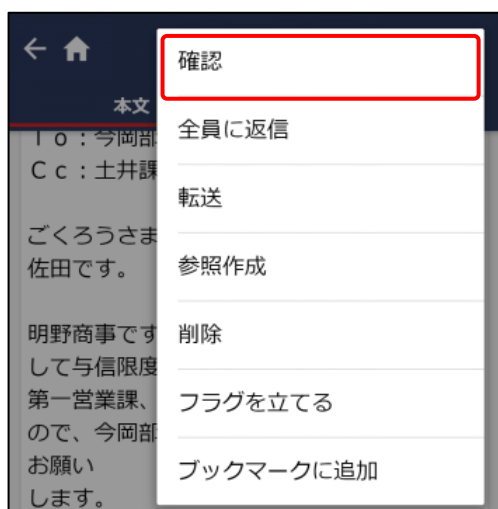 確認
本文
全員に返信
To：今岡部
Cc：土井課
転送
ごくろうさま
佐田です。
参照作成
明野商事です
して与信限度
第一営業課、
ので、今岡部
お願い
します。
削除
フラグを立てる
ブックマークに追加